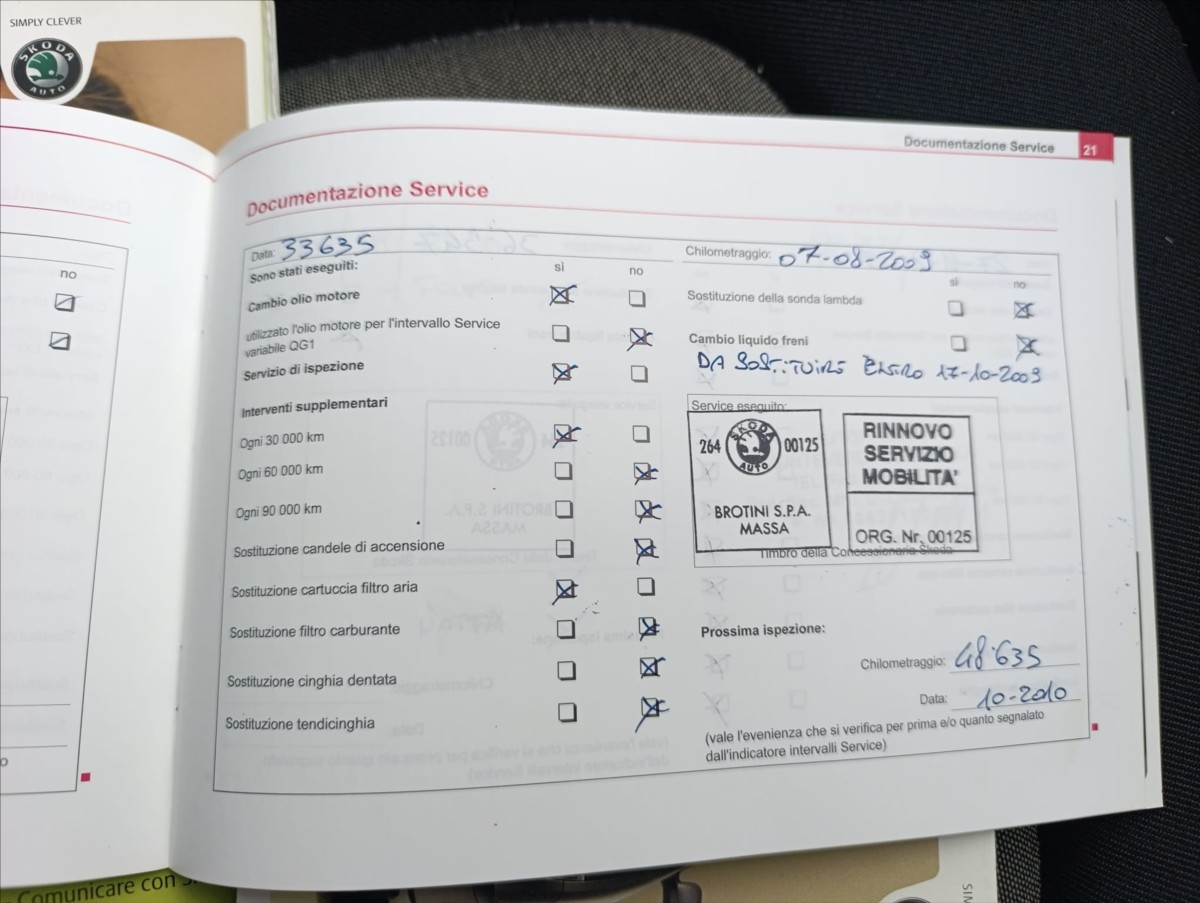 SIMPLY CLEVER
SKODA
AUTO
Documentazione Service 21
Documentazione Service
Data: 33635
Chilometraggio: 07-08-2009
Sono stati eseguiti: sì no
sì no
no
Cambio olio motore
Sostituzione della sonda lambda
utilizzato l'olio motore per l'intervallo Service
variabile QG1
Cambio liquido freni
DA SOSTITUIRE ENTRO 17-10-2009
Servizio di ispezione
Interventi supplementari
Ogni 30 000 km
Ogni 60 000 km
Ogni 90 000 km
Sostituzione candele di accensione
Sostituzione cartuccia filtro aria
Sostituzione filtro carburante
Sostituzione cinghia dentata
Sostituzione tendicinghia
Service eseguito:
264 SKODA AUTO 00125
BROTINI S.P.A.
MASSA
RINNOVO
SERVIZIO
MOBILITA'
ORG. Nr. 00125
Timbro della Concessionaria Skoda
Prossima ispezione:
Chilometraggio: 48.635
Data: 10-2010
(vale l'evenienza che si verifica per prima e/o quanto segnalato
dall'indicatore intervalli Service)
Comunicare con